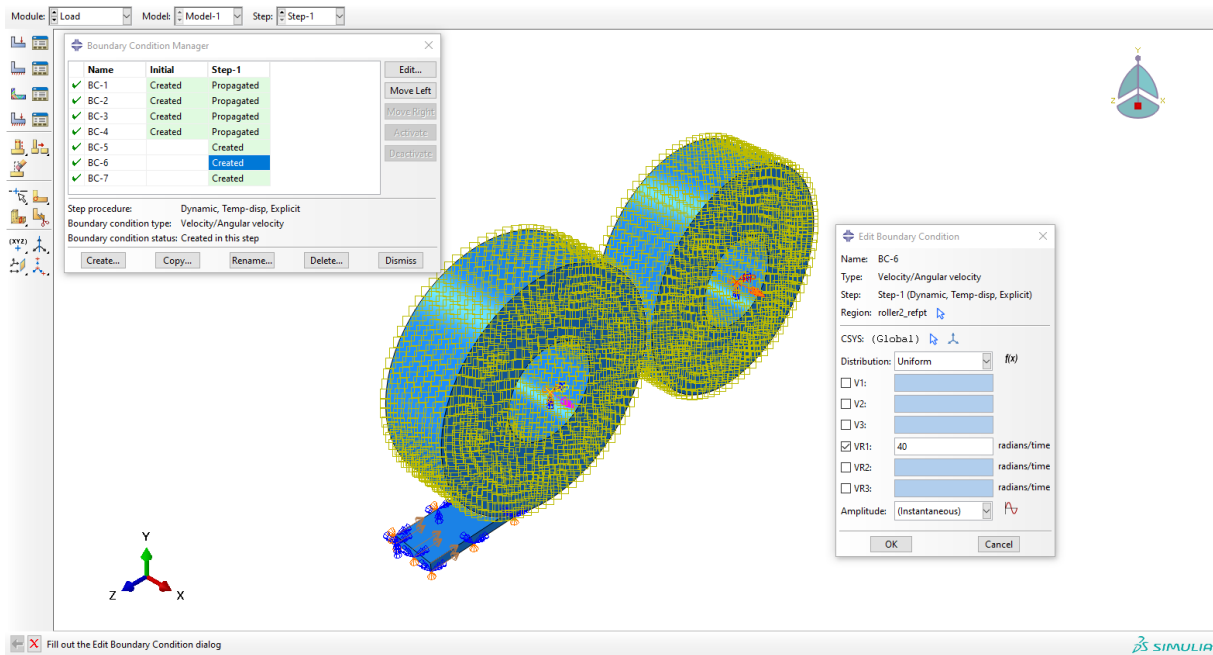 Module: Load Model: Model-1 Step: Step-1
Boundary Condition Manager
Name Initial Step-1
BC-1 Created Propagated
BC-2 Created Propagated
BC-3 Created Propagated
BC-4 Created Propagated
BC-5 Created
BC-6 Created
BC-7 Created
Edit...
Move Left
Move Right
Activate
Deactivate
Step procedure: Dynamic, Temp-disp, Explicit
Boundary condition type: Velocity/Angular velocity
Boundary condition status: Created in this step
Create... Copy... Rename... Delete... Dismiss
(XYZ)
Y
Z X
Edit Boundary Condition
Name: BC-6
Type: Velocity/Angular velocity
Step: Step-1 (Dynamic, Temp-disp, Explicit)
Region: roller2_refpt
CSYS: (Global)
Distribution: Uniform f(x)
V1:
V2:
V3:
VR1: 40 radians/time
VR2: radians/time
VR3: radians/time
Amplitude: (Instantaneous)
OK Cancel
Y
Z X
Fill out the Edit Boundary Condition dialog
SIMULIA